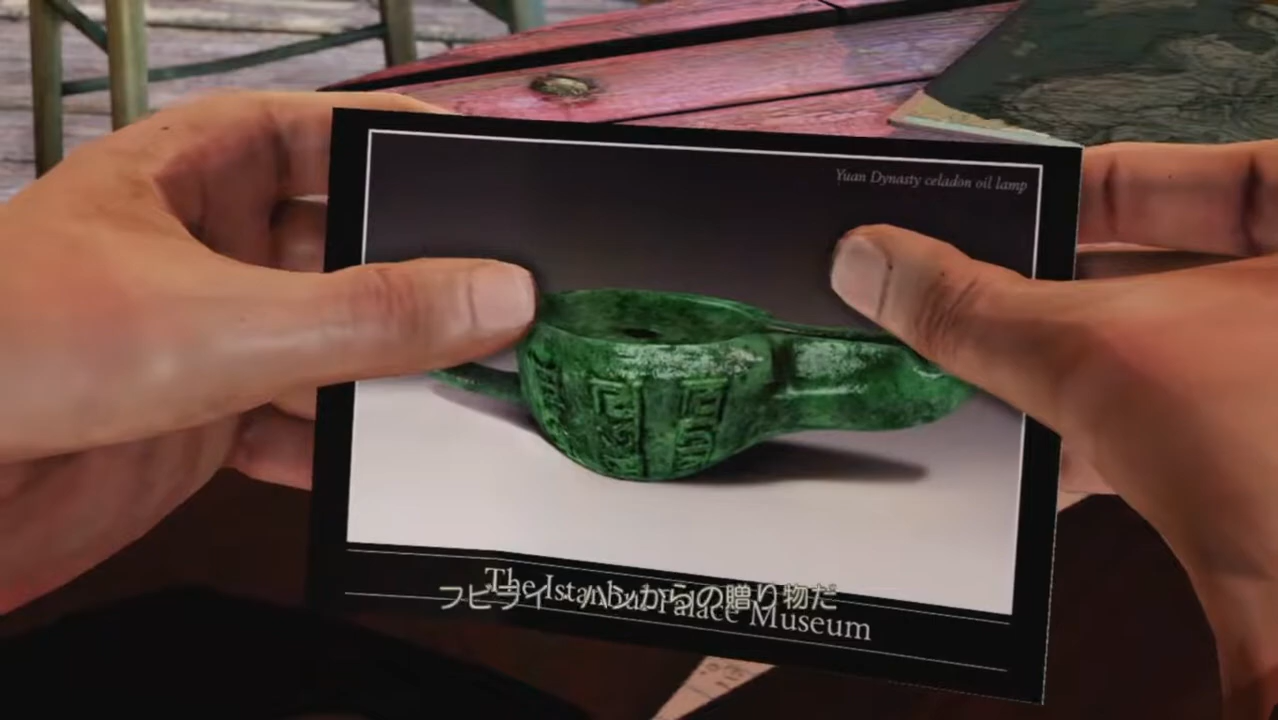 Yuan Dynasty celadon oil lamp
The Istanbul Palace Museum
フビライ・ハンからの贈り物だ